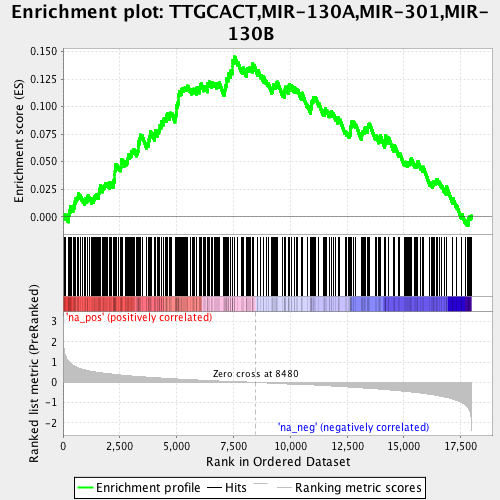 Enrichment plot: TTGCACT,MIR-130A,MIR-301,MIR-
130B
Enrichment score (ES)
0.150
0.125
0.100
0.075
0.050
0.025
0.000
Ranked list metric (PreRanked)
3
2
1
0
-1
-2
'na_pos' (positively correlated)
Zero cross at 8480
'na_neg' (negatively correlated)
0
2,500
5,000
7,500
10,000
12,500
15,000
17,500
Rank in Ordered Dataset
Enrichment profile
Hits
Ranking metric scores